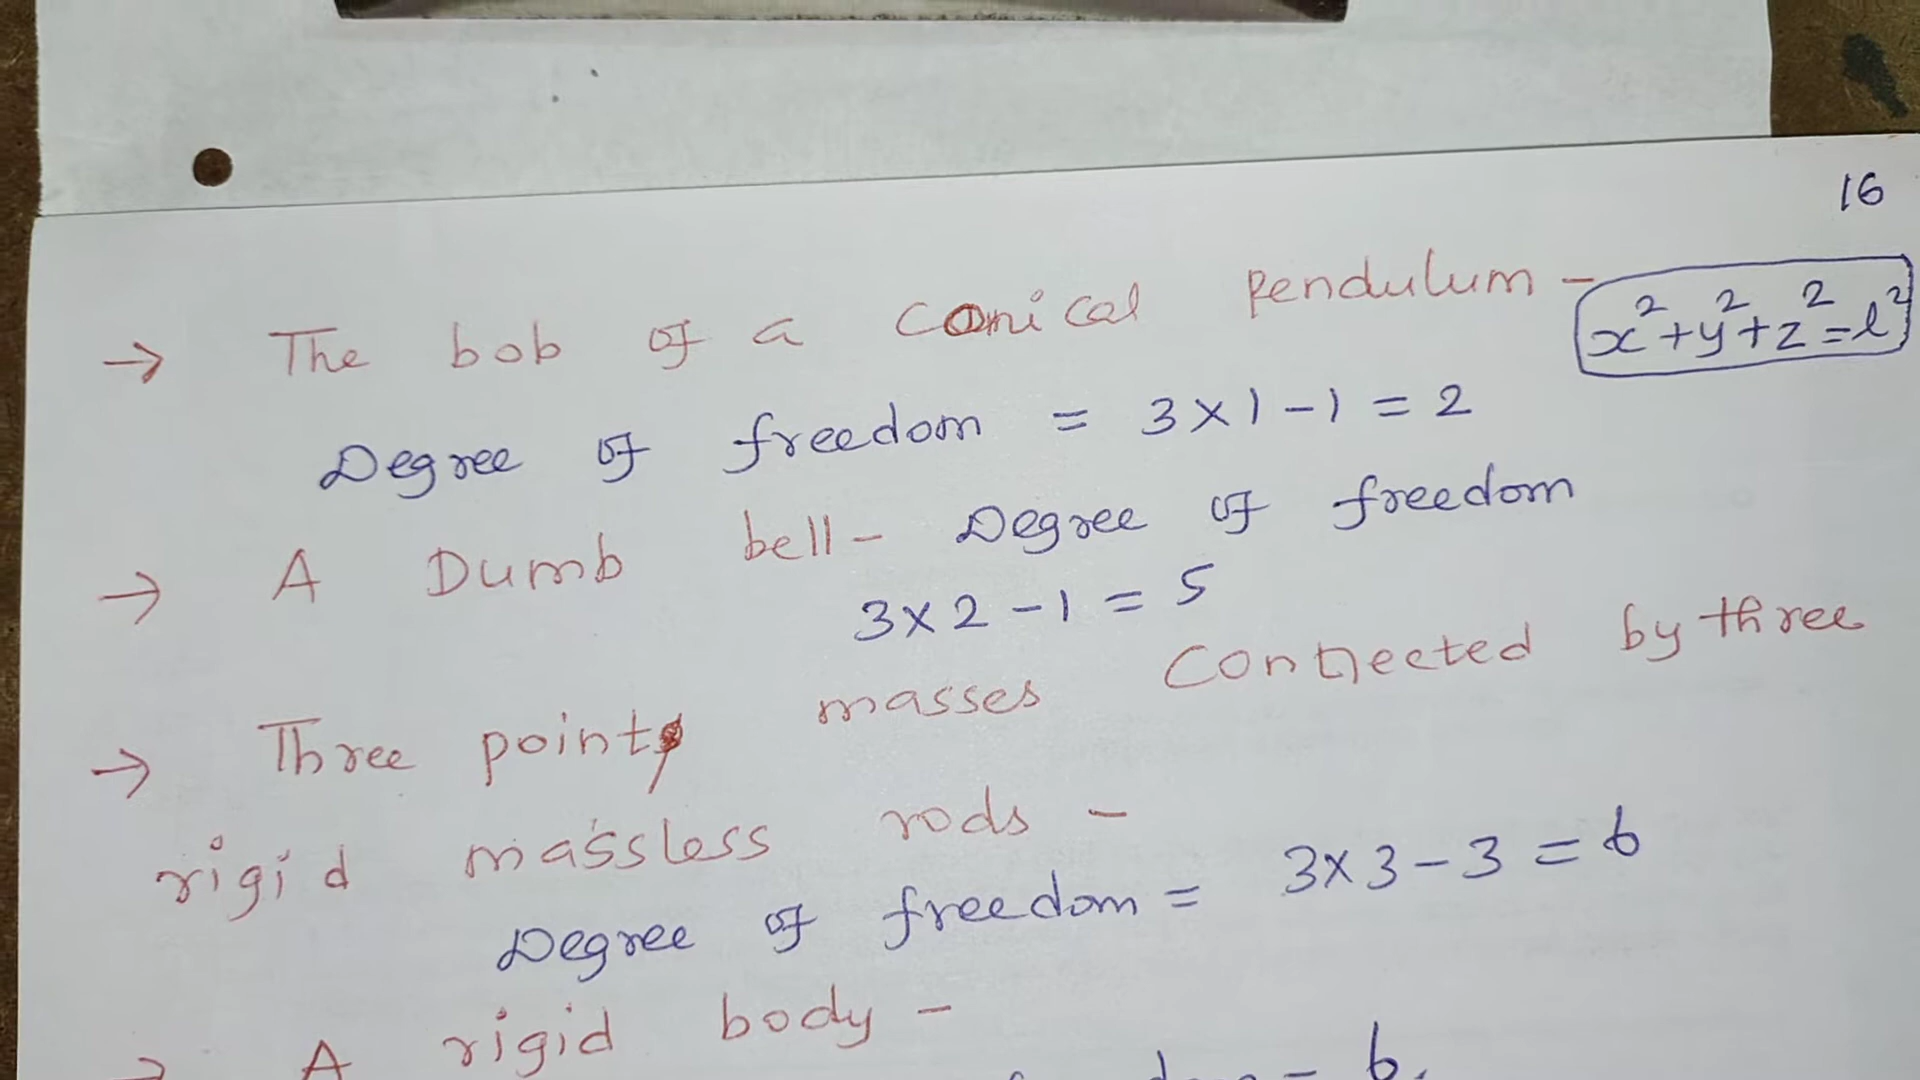 16
→ The bob of a conical pendulum - x²+y²+z²=l²
Degree of freedom = 3×1-1=2
→ A Dumb bell - Degree of freedom
3×2-1=5
→ Three point masses connected by three
rigid massless rods -
Degree of freedom = 3×3-3=6
→ A rigid body -
= 6.